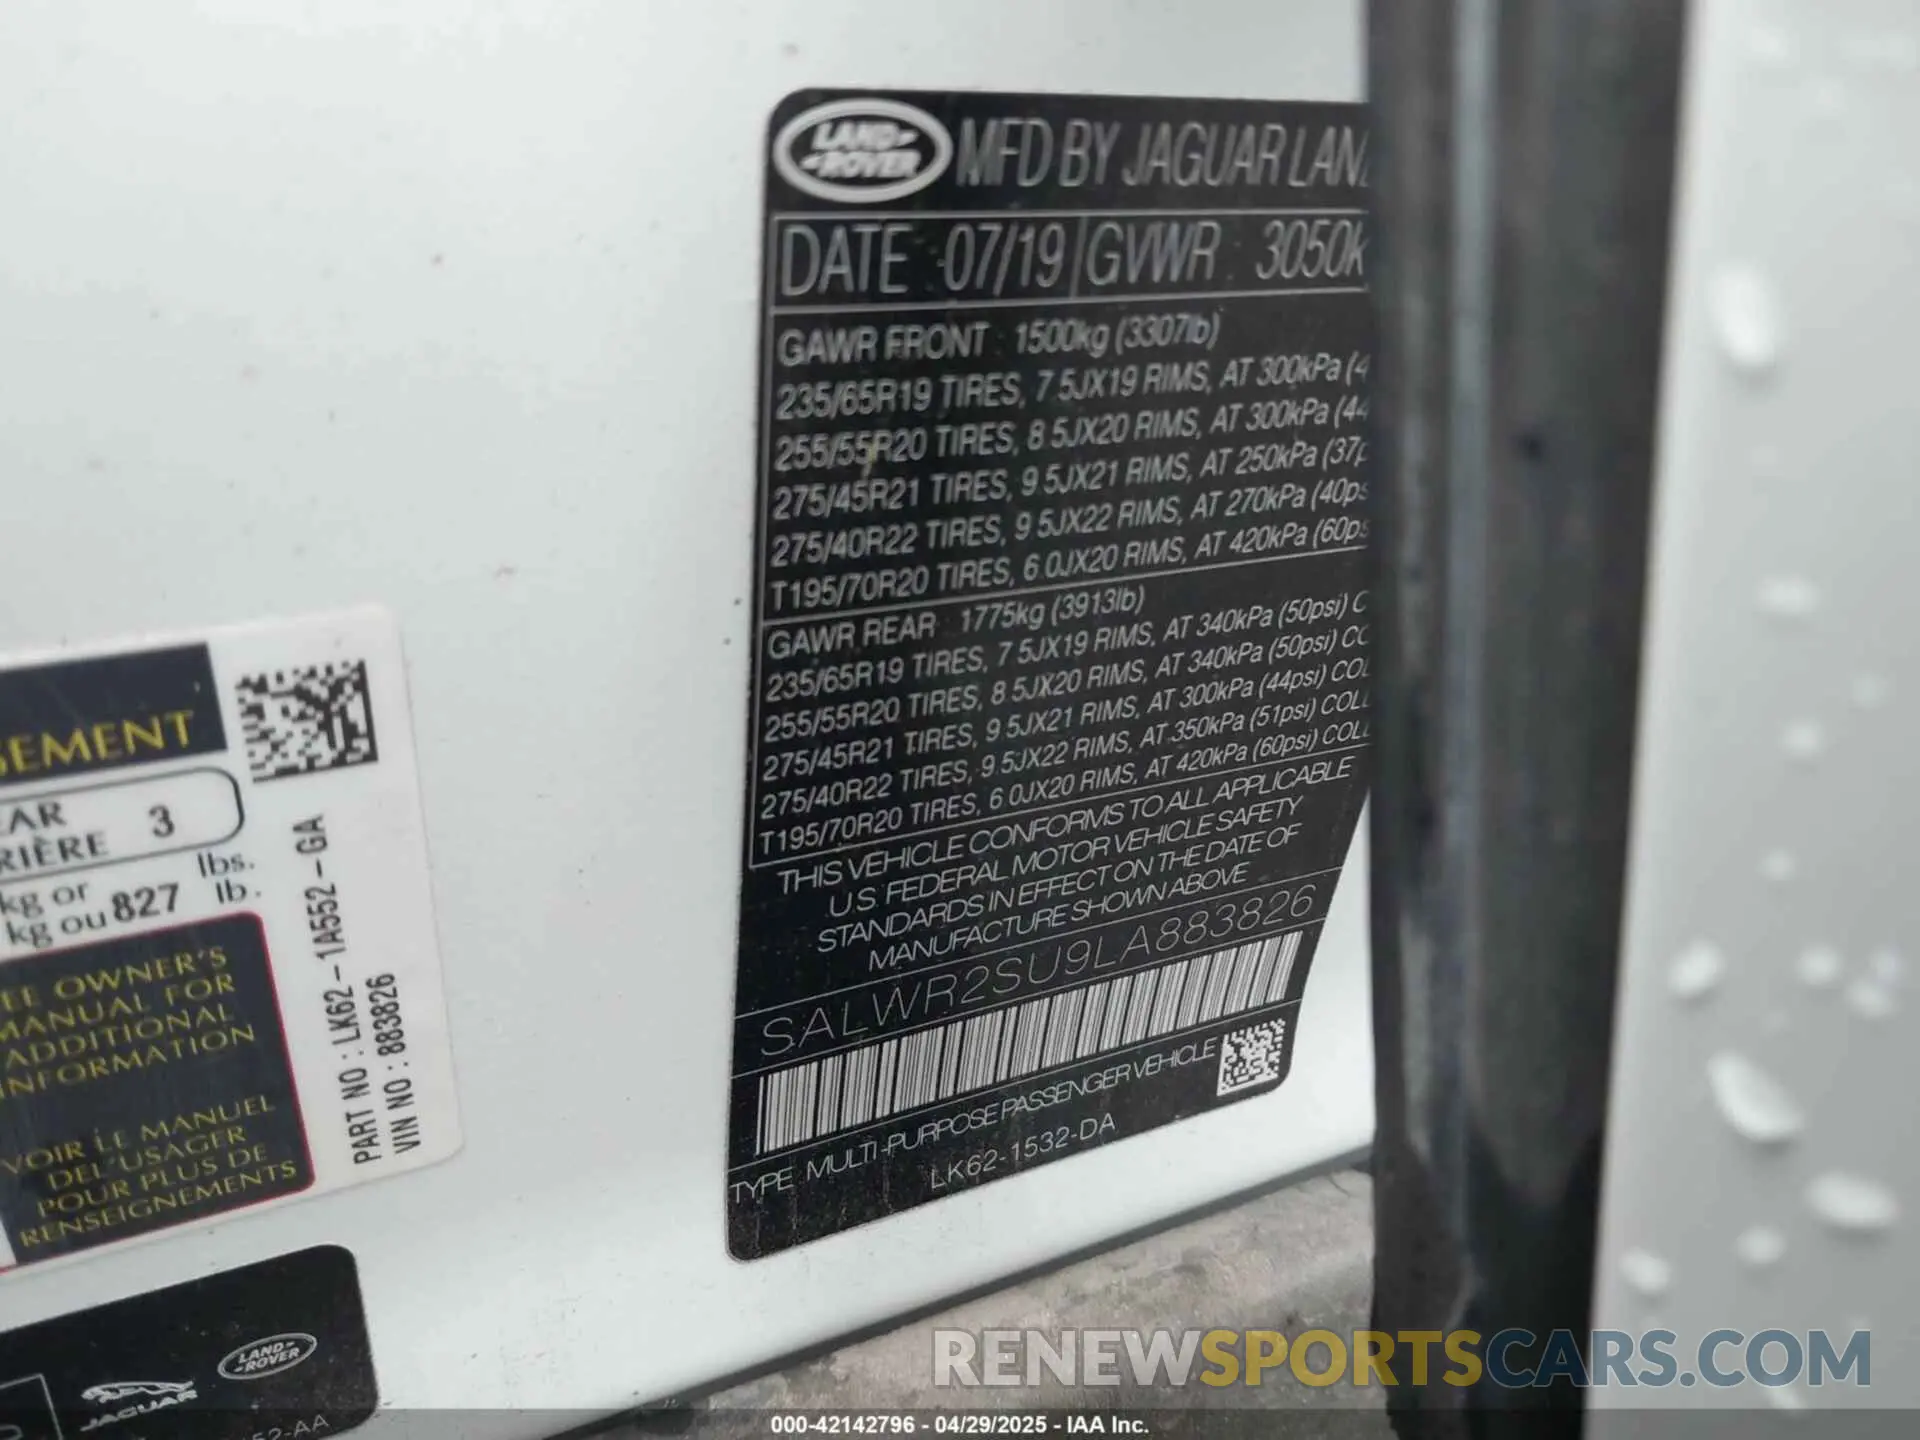 LAND ROVER
MFD BY JAGUAR LAN
DATE 07/19 GVWR 3050k
GAWR FRONT 1500kg (3307lb)
235/65R19 TIRES, 7.5JX19 RIMS, AT 300kPa (4
255/55R20 TIRES, 8.5JX20 RIMS, AT 300kPa (44
275/45R21 TIRES, 9.5JX21 RIMS, AT 250kPa (37p
275/40R22 TIRES, 9.5JX22 RIMS, AT 270kPa (40ps
T195/70R20 TIRES, 6.0JX20 RIMS, AT 420kPa (60ps
GAWR REAR 1775kg (3913lb)
235/65R19 TIRES, 7.5JX19 RIMS, AT 340kPa (50psi) C
255/55R20 TIRES, 8.5JX20 RIMS, AT 340kPa (50psi) CO
275/45R21 TIRES, 9.5JX21 RIMS, AT 300kPa (44psi) COL
275/40R22 TIRES, 9.5JX22 RIMS, AT 350kPa (51psi) COLL
T195/70R20 TIRES, 6.0JX20 RIMS, AT 420kPa (60psi) COLL
THIS VEHICLE CONFORMS TO ALL APPLICABLE
U.S. FEDERAL MOTOR VEHICLE SAFETY
STANDARDS IN EFFECT ON THE DATE OF
MANUFACTURE SHOWN ABOVE
SALWR2SU9LA883826
TYPE MULTI-PURPOSE PASSENGER VEHICLE
LK62-1532-DA
GEMENT
EAR
RIÈRE 3
kg or lbs.
kg ou 827 lb.
EE OWNER'S
MANUAL FOR
ADDITIONAL
INFORMATION
VOIR LE MANUEL
DE L'USAGER
POUR PLUS DE
RENSEIGNEMENTS
PART NO : LK62-1A552-GA
VIN NO : 883826
JAGUAR
LAND ROVER
52-AA
RENEWSPORTSCARS.COM
000-42142796 - 04/29/2025 - IAA Inc.